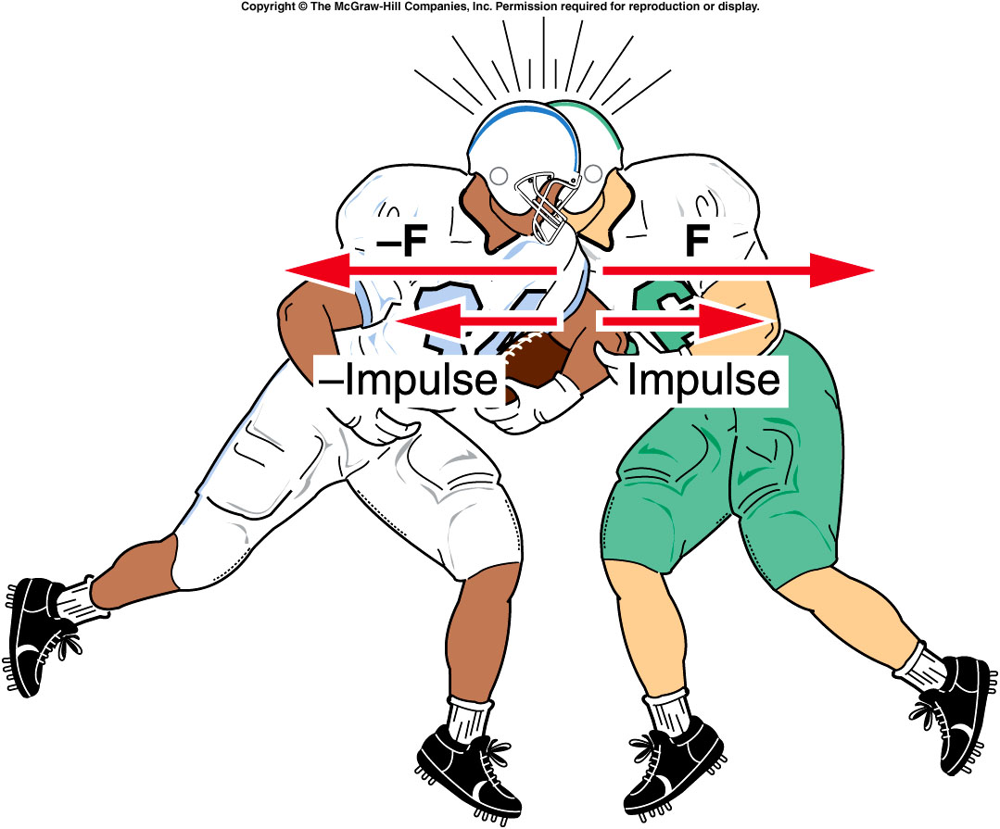 Copyright © The McGraw-Hill Companies, Inc. Permission required for reproduction or display.
–F F
–Impulse Impulse